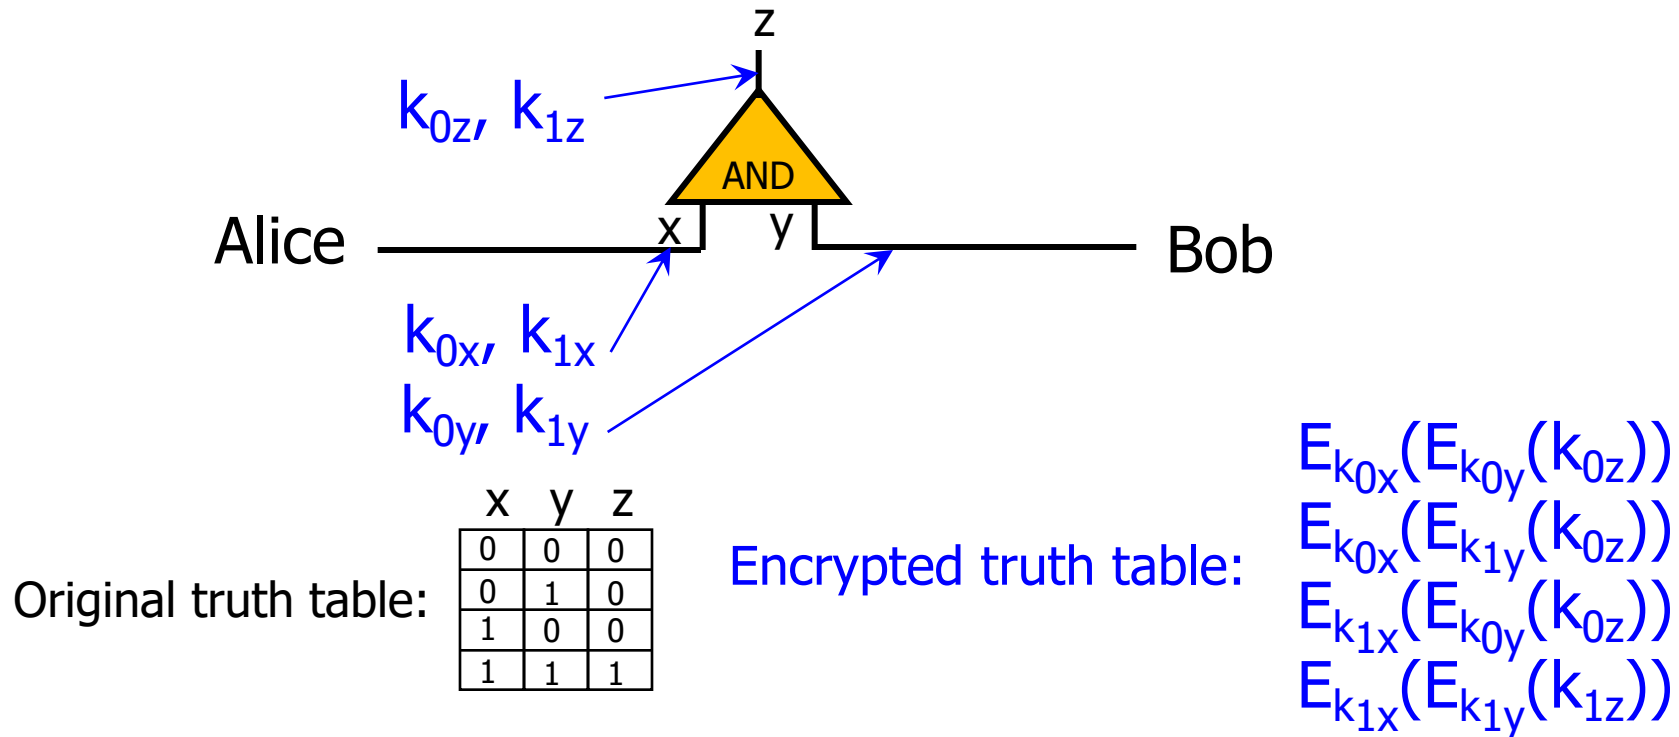 z
k0z, k1z
AND
Alice
x y
Bob
k0x, k1x
k0y, k1y
x y z
0 0 0
0 1 0
1 0 0
1 1 1
Original truth table:
Encrypted truth table:
Ek0x(Ek0y(k0z))
Ek0x(Ek1y(k0z))
Ek1x(Ek0y(k0z))
Ek1x(Ek1y(k1z))